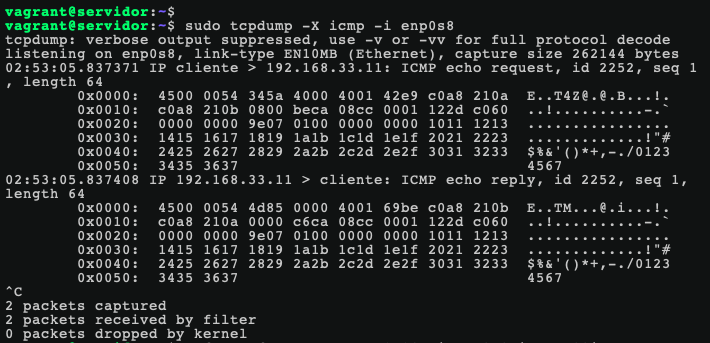 vagrant@servidor:~$
vagrant@servidor:~$ sudo tcpdump -X icmp -i enp0s8
tcpdump: verbose output suppressed, use -v or -vv for full protocol decode
listening on enp0s8, link-type EN10MB (Ethernet), capture size 262144 bytes
02:53:05.837371 IP cliente > 192.168.33.11: ICMP echo request, id 2252, seq 1
, length 64
        0x0000:  4500 0054 345a 4000 4001 42e9 c0a8 210a  E..T4Z@.@.B...!.
        0x0010:  c0a8 210b 0800 beca 08cc 0001 122d c060  ..!..........-.`
        0x0020:  0000 0000 9e07 0100 0000 0000 1011 1213  ................
        0x0030:  1415 1617 1819 1a1b 1c1d 1e1f 2021 2223  .............!"#
        0x0040:  2425 2627 2829 2a2b 2c2d 2e2f 3031 3233  $%&'()*+,-./0123
        0x0050:  3435 3637                                4567
02:53:05.837408 IP 192.168.33.11 > cliente: ICMP echo reply, id 2252, seq 1,
length 64
        0x0000:  4500 0054 4d85 0000 4001 69be c0a8 210b  E..TM...@.i...!.
        0x0010:  c0a8 210a 0000 c6ca 08cc 0001 122d c060  ..!..........-.`
        0x0020:  0000 0000 9e07 0100 0000 0000 1011 1213  ................
        0x0030:  1415 1617 1819 1a1b 1c1d 1e1f 2021 2223  .............!"#
        0x0040:  2425 2627 2829 2a2b 2c2d 2e2f 3031 3233  $%&'()*+,-./0123
        0x0050:  3435 3637                                4567
^C
2 packets captured
2 packets received by filter
0 packets dropped by kernel